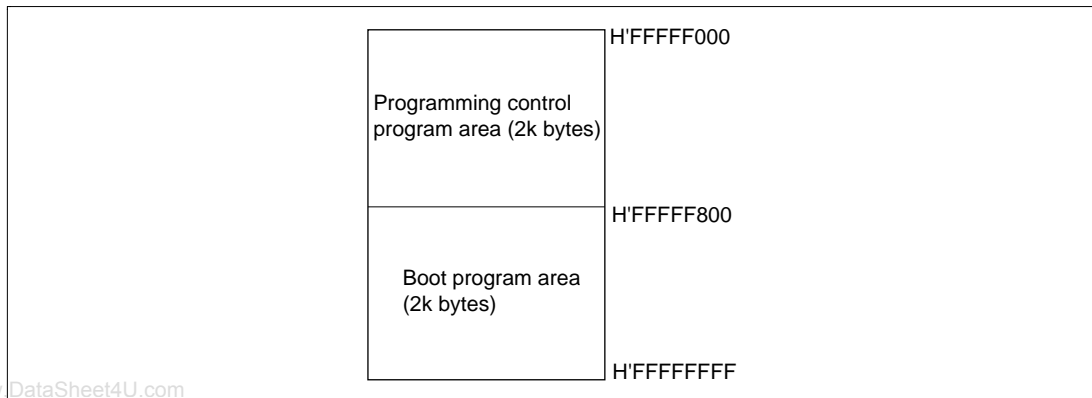 H'FFFFF000
Programming control
program area (2k bytes)
H'FFFFF800
Boot program area
(2k bytes)
H'FFFFFFFF
.DataSheet4U.com